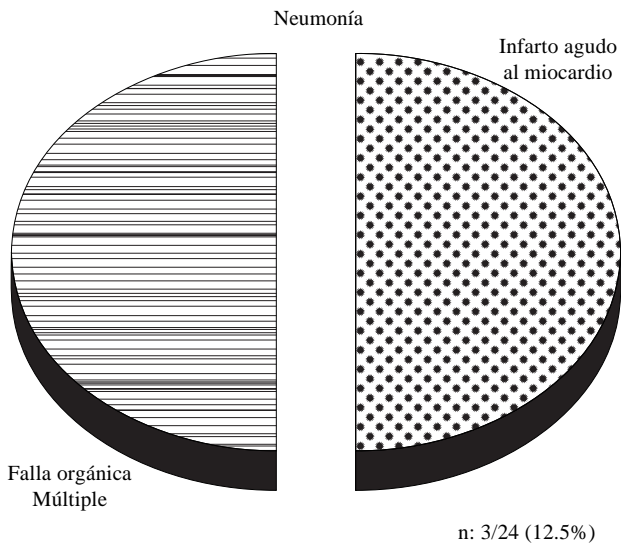 Neumonía
Infarto agudo
al miocardio
Falla orgánica
Múltiple
n: 3/24 (12.5%)